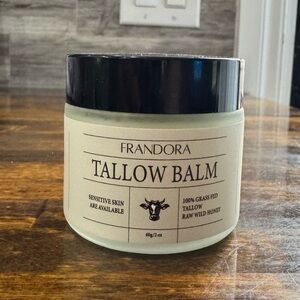 FRANDORA
TALLOW BALM
SENSITIVE SKIN
ARE AVAILABLE
100% GRASS FED
TALLOW
RAW WILD HONEY
60g/2 oz